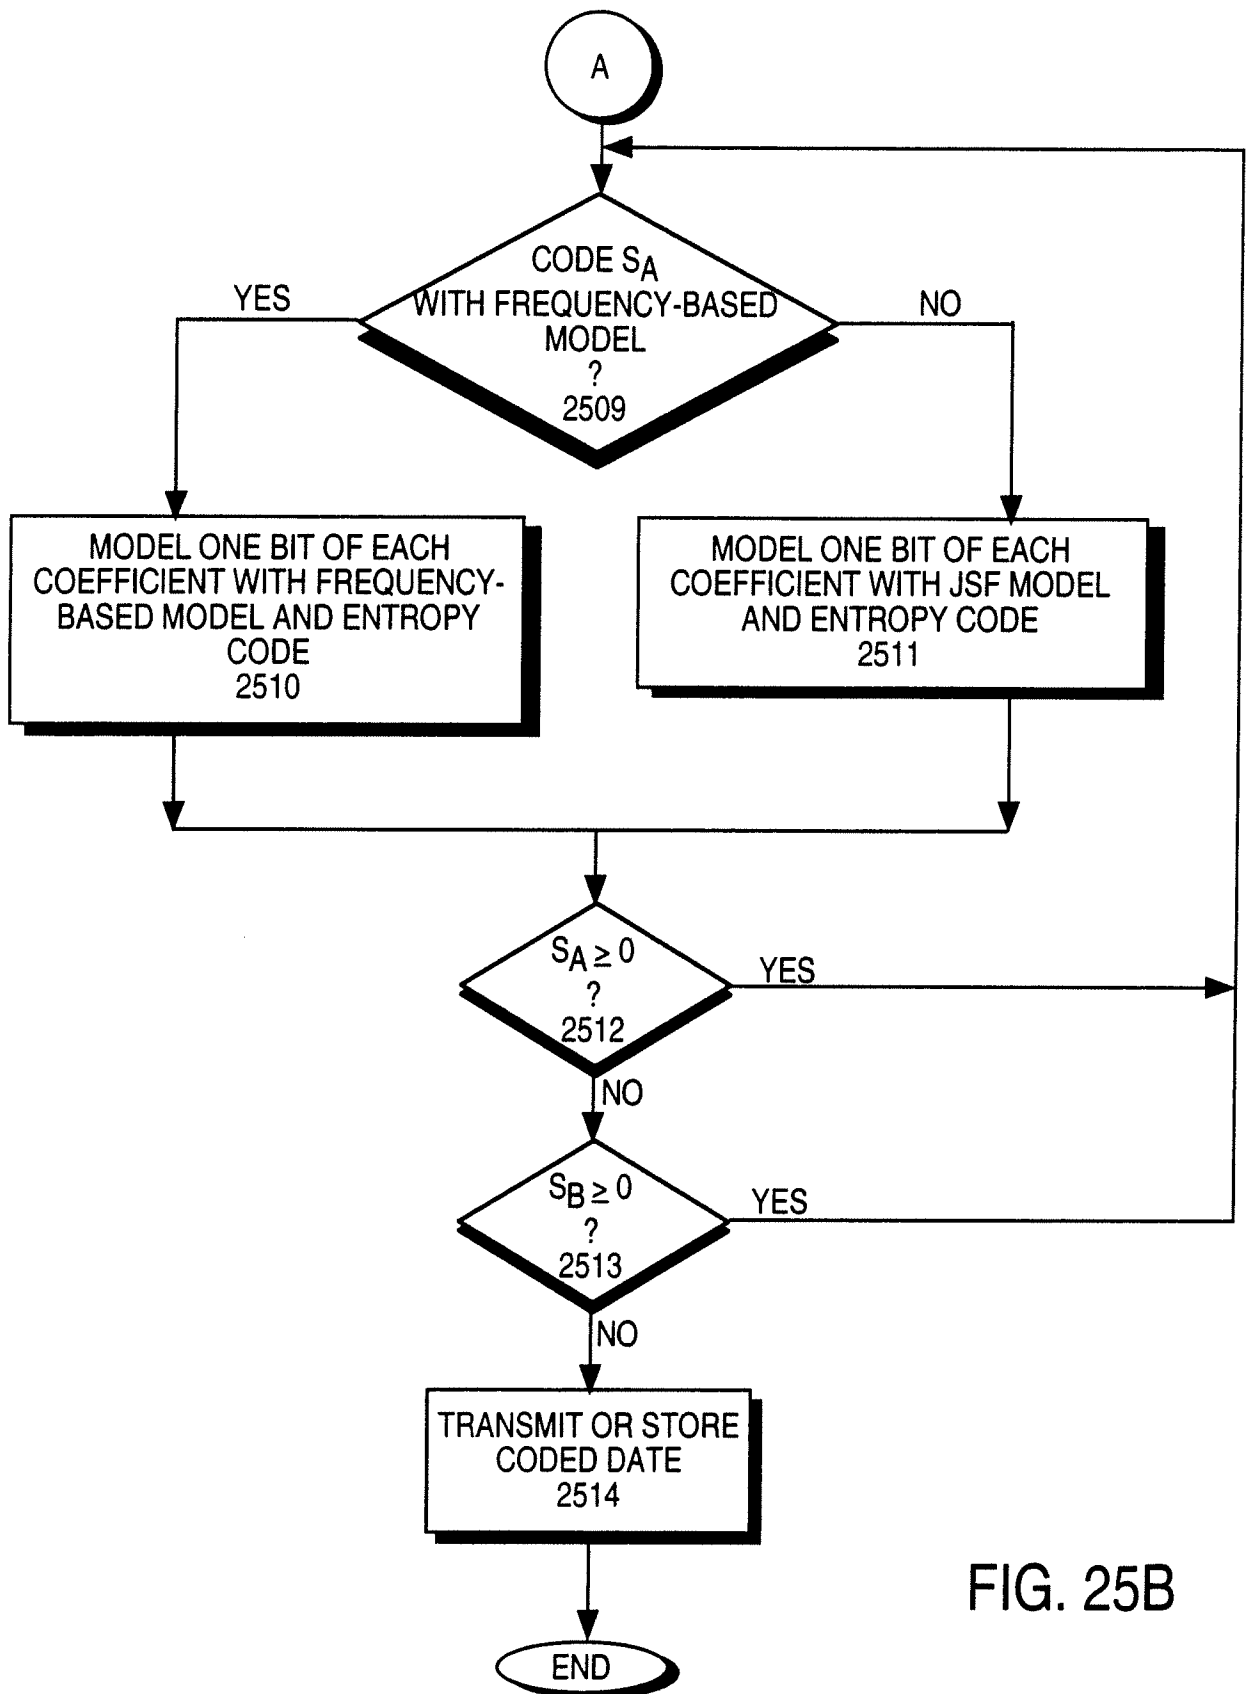 A
CODE SA
WITH FREQUENCY-BASED
MODEL
?
2509
YES
NO
MODEL ONE BIT OF EACH
COEFFICIENT WITH FREQUENCY-
BASED MODEL AND ENTROPY
CODE
2510
MODEL ONE BIT OF EACH
COEFFICIENT WITH JSF MODEL
AND ENTROPY CODE
2511
SA ≥ 0
?
2512
YES
NO
SB ≥ 0
?
2513
YES
NO
TRANSMIT OR STORE
CODED DATE
2514
END
FIG. 25B